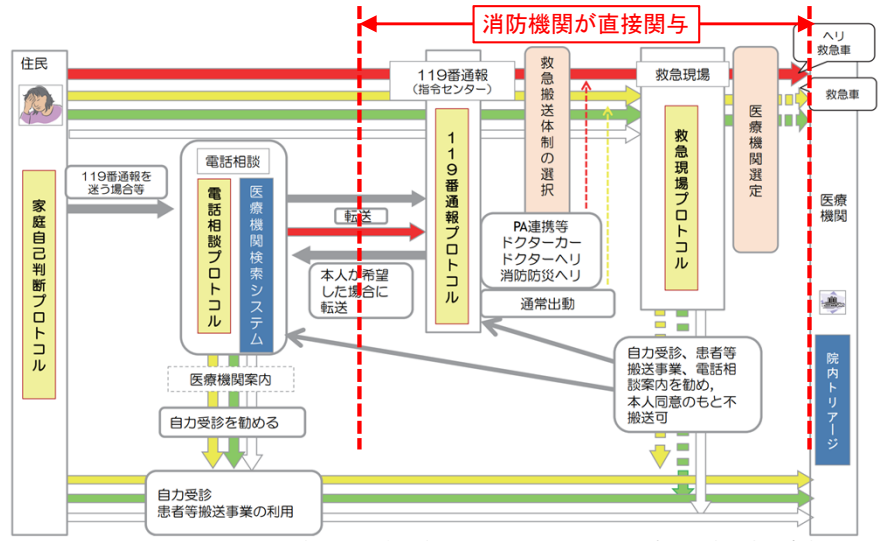 消防機関が直接関与
ヘリ
救急車
救急車
住民
119番通報
（指令センター）
救急搬送体制の選択
救急現場
医療機関選定
119番通報を
迷う場合等
電話相談
家庭自己判断プロトコル
電話相談プロトコル
医療機関検索システム
転送
本人が希望
した場合に
転送
119番通報プロトコル
PA連携等
ドクターカー
ドクターヘリ
消防防災ヘリ
通常出動
救急現場プロトコル
医療
機関
院内トリアージ
医療機関案内
自力受診を勧める
自力受診、患者等
搬送事業、電話相
談案内を勧め，
本人同意のもと不
搬送可
自力受診
患者等搬送事業の利用